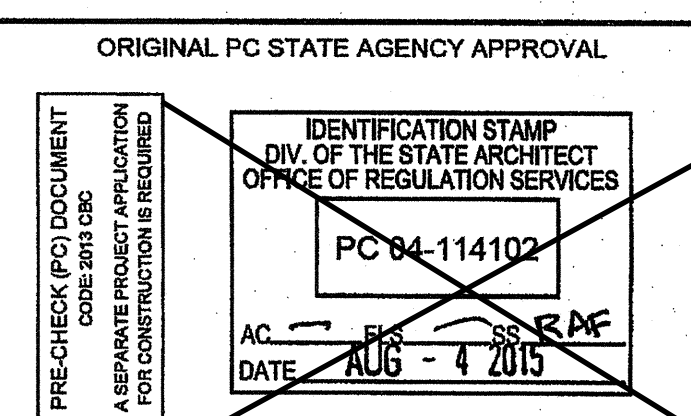 ORIGINAL PC STATE AGENCY APPROVAL
PRE-CHECK (PC) DOCUMENT
CODE: 2013 CBC
A SEPARATE PROJECT APPLICATION
FOR CONSTRUCTION IS REQUIRED
IDENTIFICATION STAMP
DIV. OF THE STATE ARCHITECT
OFFICE OF REGULATION SERVICES
PC 04-114102
AC — FLS — SS RAF
DATE AUG - 4 2015